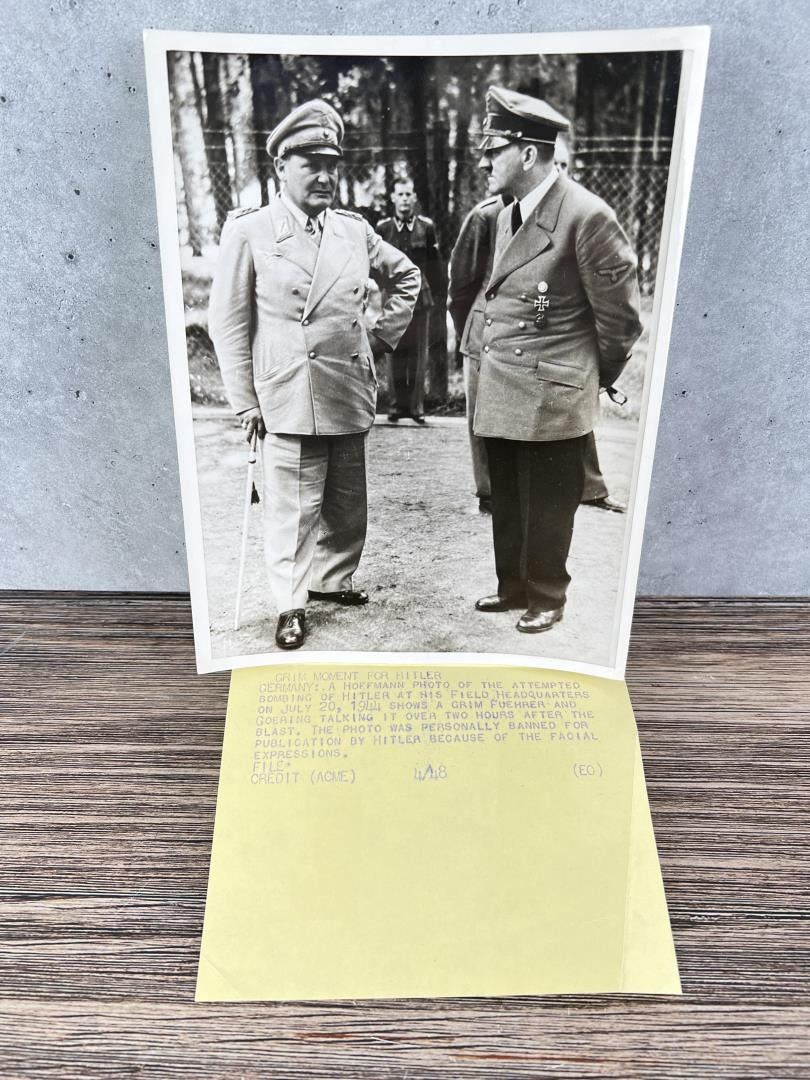 GRIM MOMENT FOR HITLER
GERMANY: A HOFFMANN PHOTO OF THE ATTEMPTED
BOMBING OF HITLER AT HIS FIELD HEADQUARTERS
ON JULY 20, 1944 SHOWS A GRIM FUEHRER AND
GOERING TALKING IT OVER TWO HOURS AFTER THE
BLAST. THE PHOTO WAS PERSONALLY BANNED FOR
PUBLICATION BY HITLER BECAUSE OF THE FACIAL
EXPRESSIONS.
FILE
CREDIT (ACME) 4/48 (EO)